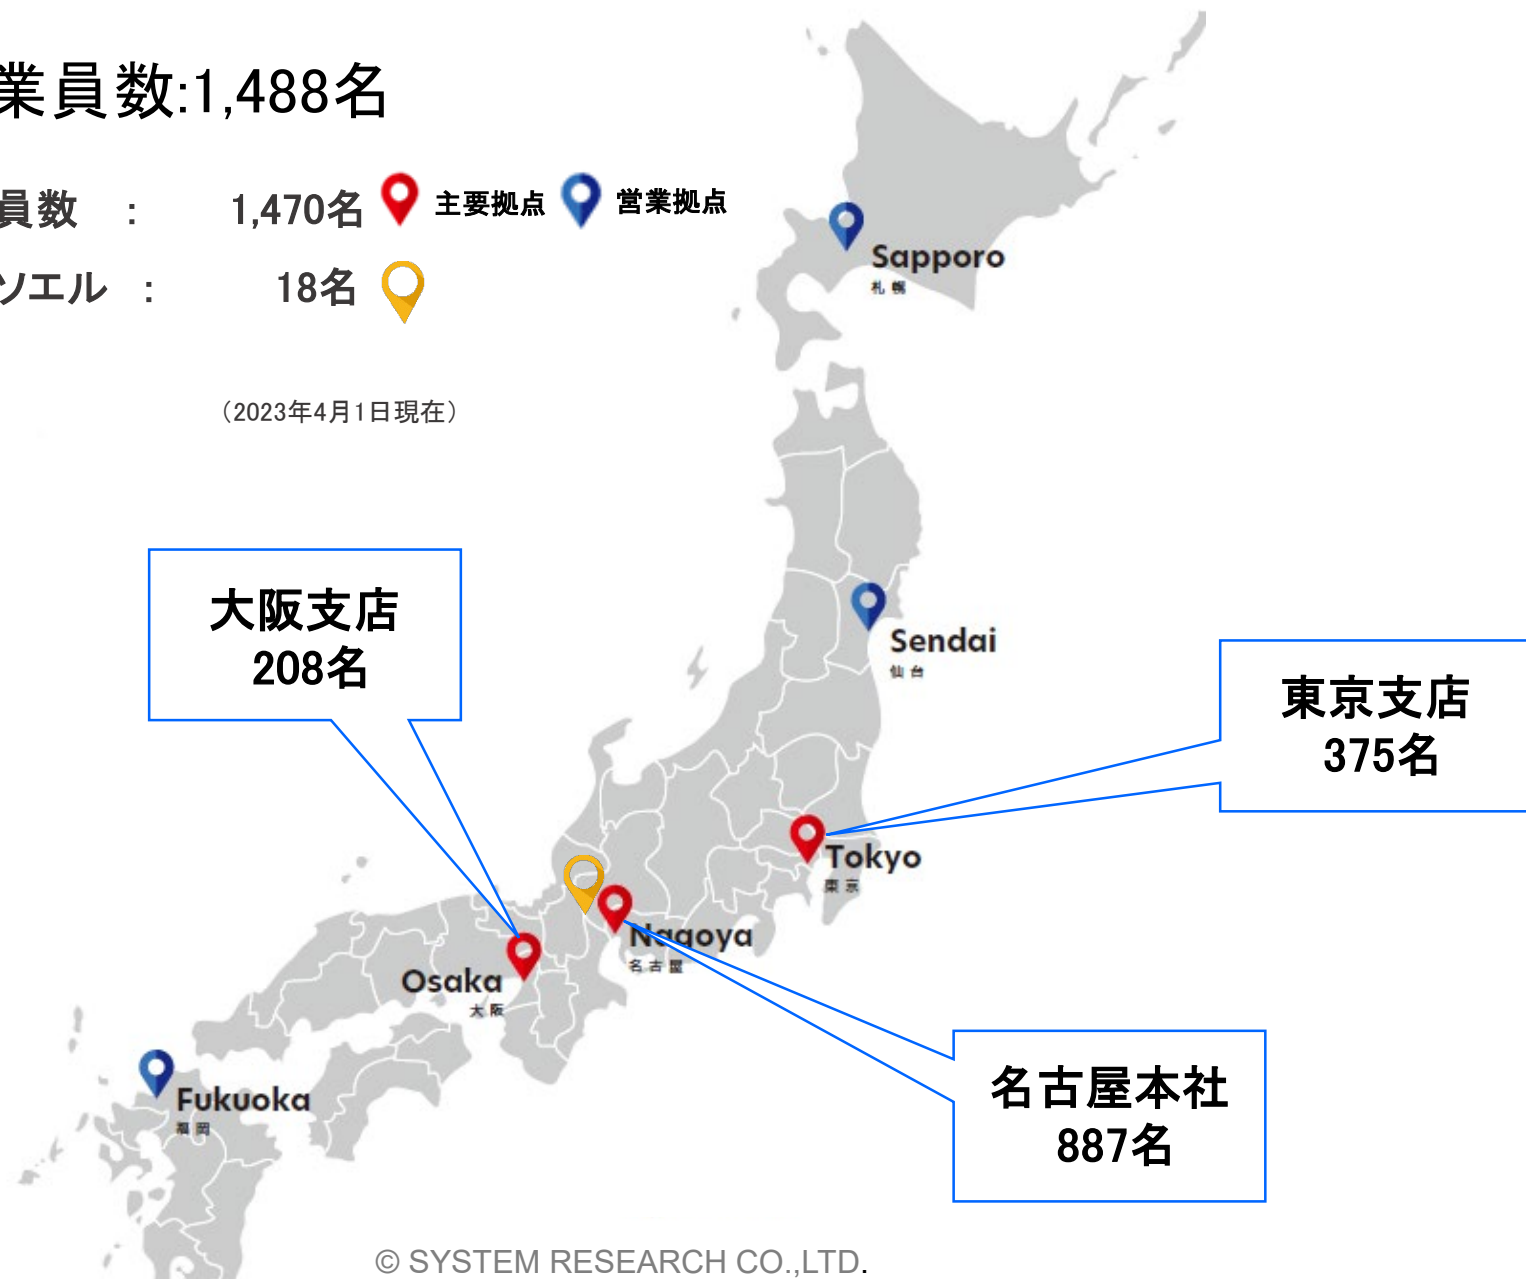 業員数:1,488名
員数 : 1,470名 主要拠点 営業拠点
ソエル : 18名
（2023年4月1日現在）
Sapporo
札幌
大阪支店
208名
Sendai
仙台
東京支店
375名
Tokyo
東京
Nagoya
名古屋
Osaka
大阪
名古屋本社
887名
Fukuoka
福岡
© SYSTEM RESEARCH CO.,LTD.